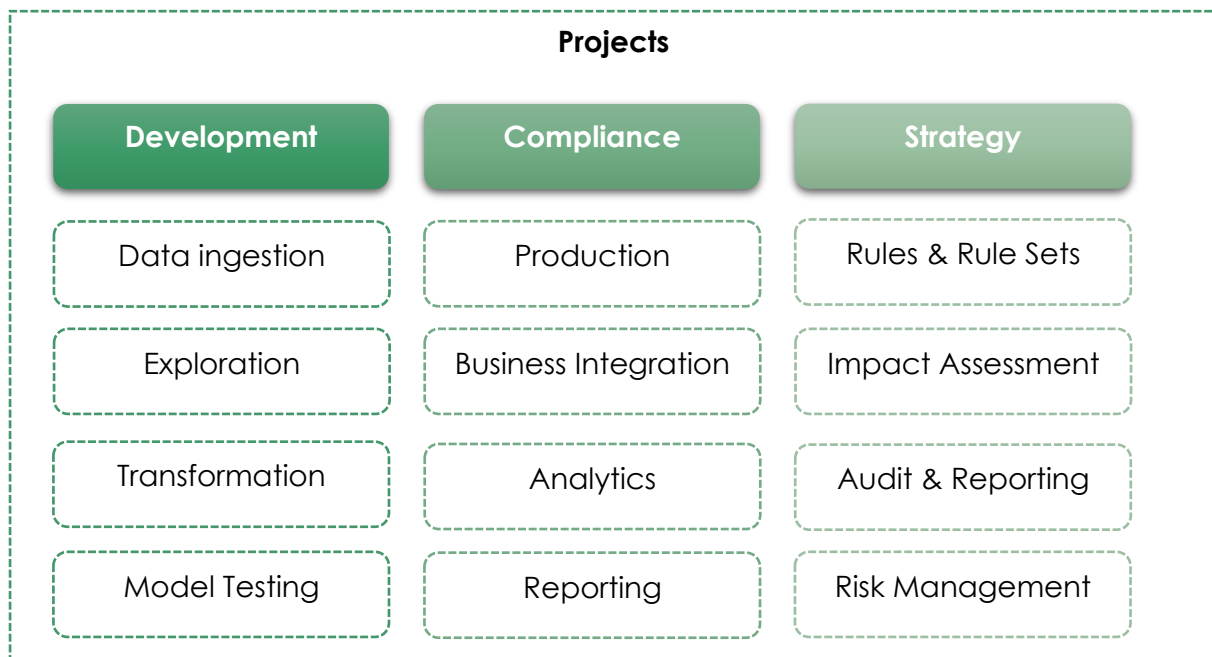 Projects
Development
Compliance
Strategy
Data ingestion
Production
Rules & Rule Sets
Exploration
Business Integration
Impact Assessment
Transformation
Analytics
Audit & Reporting
Model Testing
Reporting
Risk Management